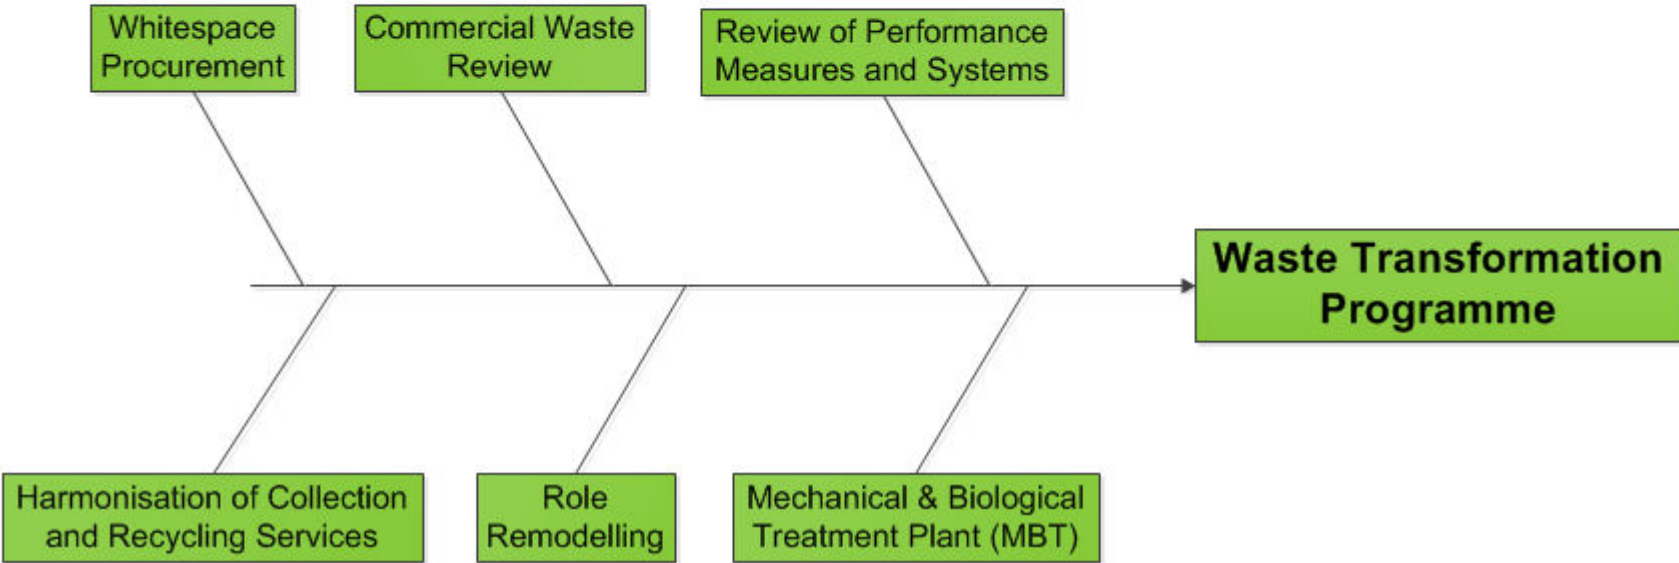 Whitespace
Procurement
Commercial Waste
Review
Review of Performance
Measures and Systems
Waste Transformation
Programme
Harmonisation of Collection
and Recycling Services
Role
Remodelling
Mechanical & Biological
Treatment Plant (MBT)